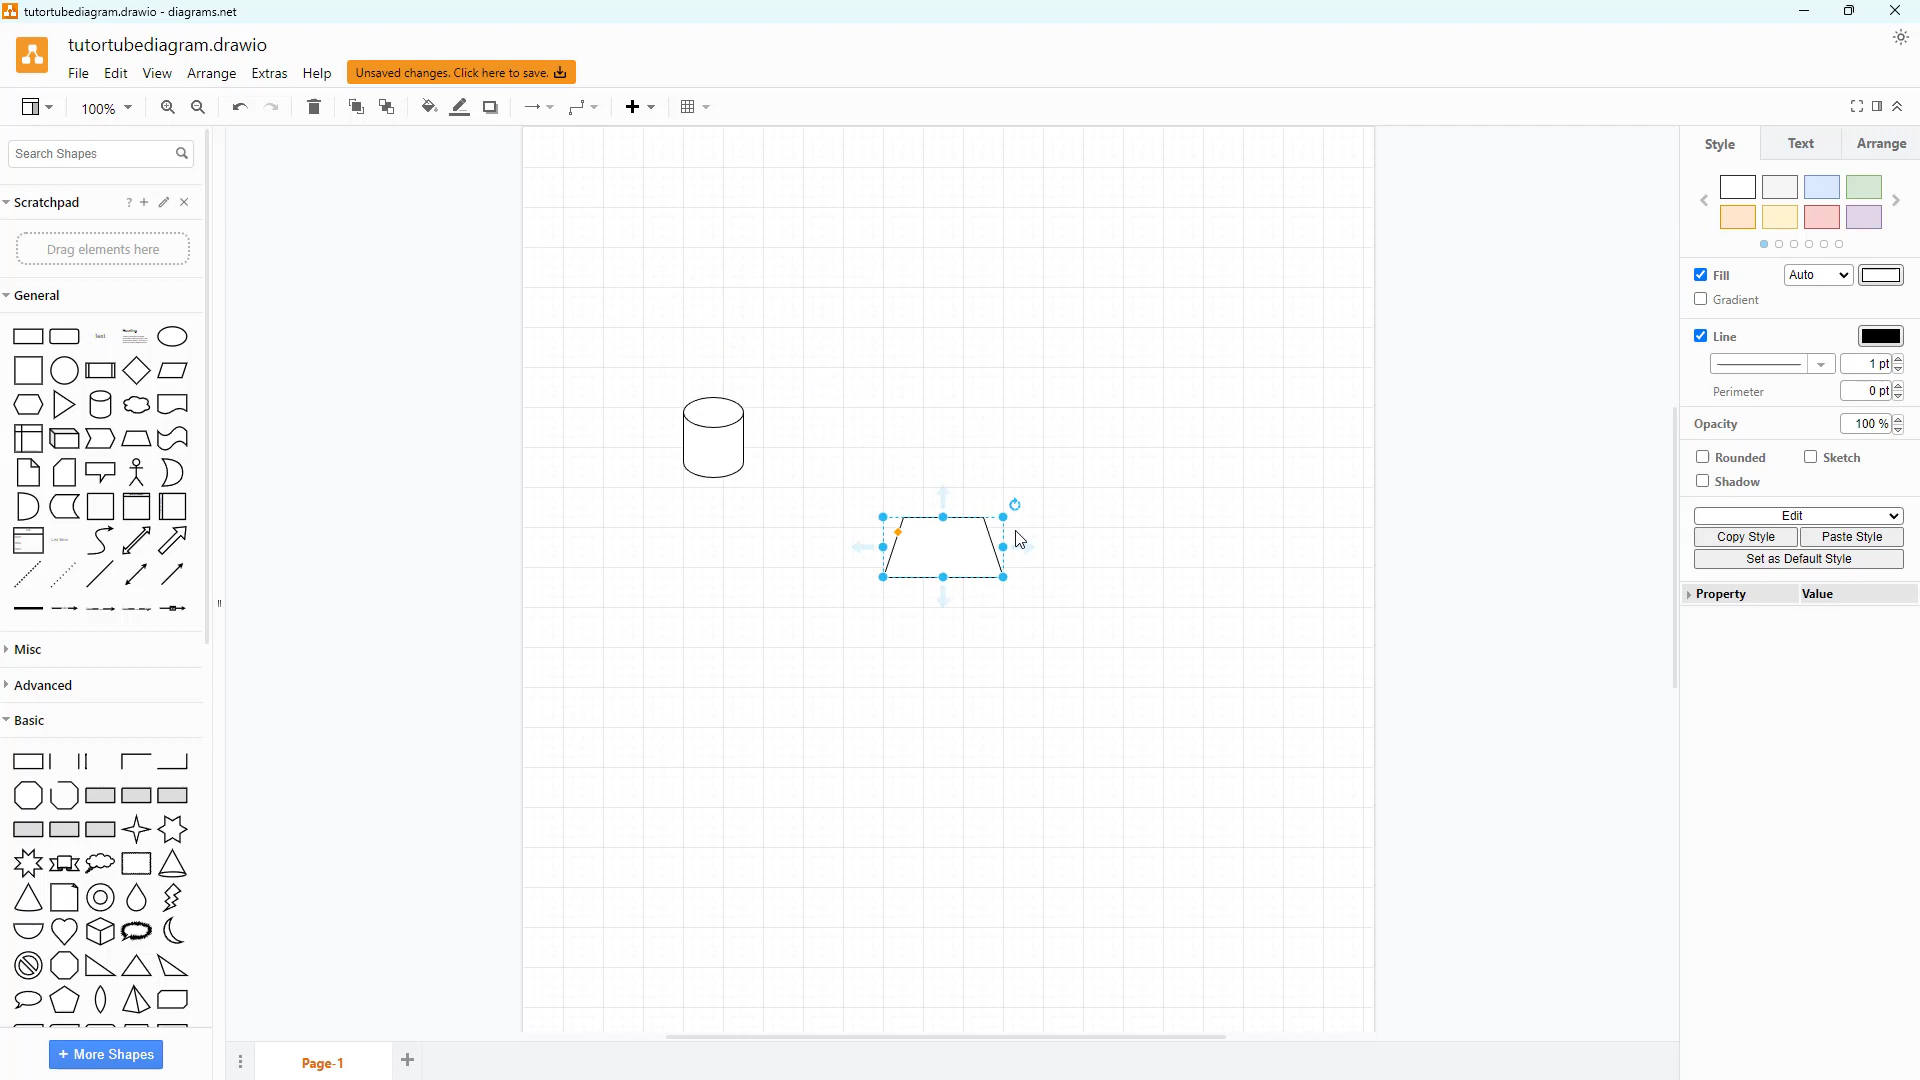 tutortubediagram.drawio - diagrams.net
tutortubediagram.drawio
File Edit View Arrange Extras Help Unsaved changes. Click here to save.
100%
Search Shapes
Scratchpad ?
Drag elements here
General
Text
Heading
Misc
Advanced
Basic
+ More Shapes
Page-1
Style Text Arrange
Fill Auto
Gradient
Line
1 pt
Perimeter 0 pt
Opacity 100 %
Rounded Sketch
Shadow
Edit
Copy Style Paste Style
Set as Default Style
Property Value